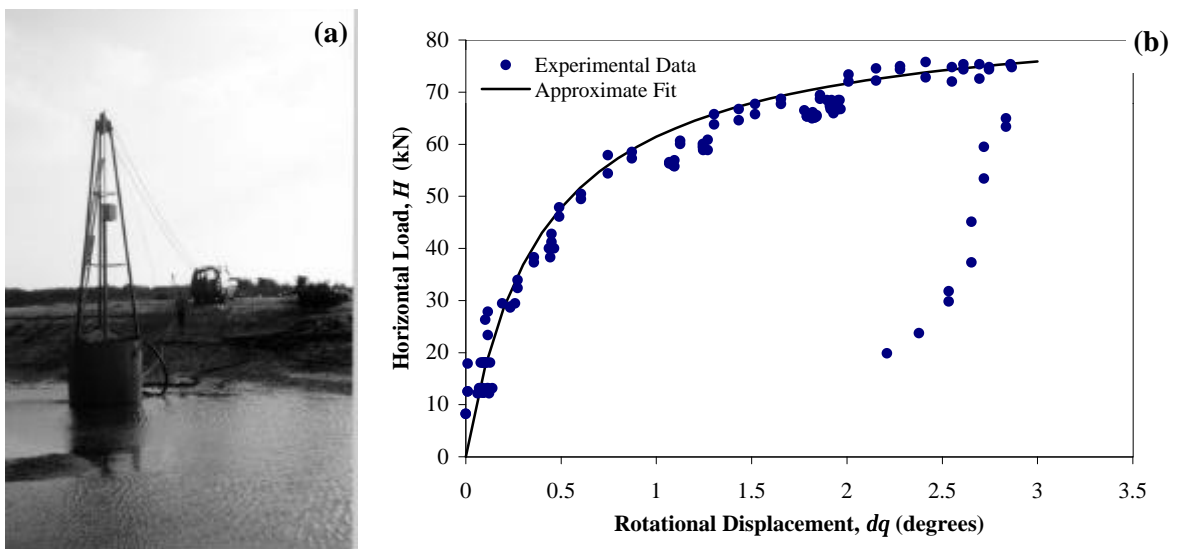 (a)
(b)
Experimental Data
Approximate Fit
Horizontal Load, H (kN)
80
70
60
50
40
30
20
10
0
0 0.5 1 1.5 2 2.5 3 3.5
Rotational Displacement, dq (degrees)